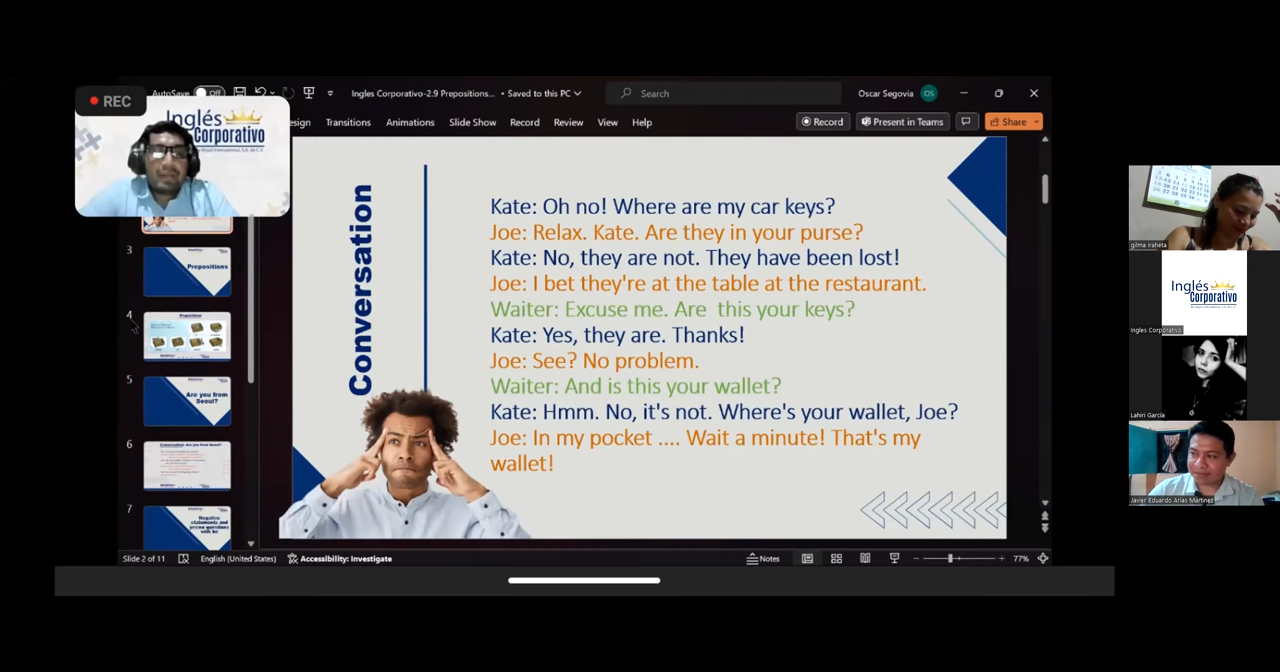 REC
AutoSave
Off
Ingles Corporativo-2.9 Prepositions... • Saved to this PC
Search
Oscar Segovia
OS
Inglés
Corporativo
esign
Transitions
Animations
Slide Show
Record
Review
View
Help
Record
Present in Teams
Share
3
Prepositions
4
5
Are you from
Seoul?
6
7
Negative
statements and
yes/no questions
with be
Conversation
Kate: Oh no! Where are my car keys?
Joe: Relax. Kate. Are they in your purse?
Kate: No, they are not. They have been lost!
Joe: I bet they're at the table at the restaurant.
Waiter: Excuse me. Are this your keys?
Kate: Yes, they are. Thanks!
Joe: See? No problem.
Waiter: And is this your wallet?
Kate: Hmm. No, it's not. Where's your wallet, Joe?
Joe: In my pocket .... Wait a minute! That's my
wallet!
Slide 2 of 11
English (United States)
Accessibility: Investigate
Notes
77%
gilma iraheta
Inglés
Corporativo
Ingles Corporativo
Lahiri García
Javier Eduardo Arias Martinez